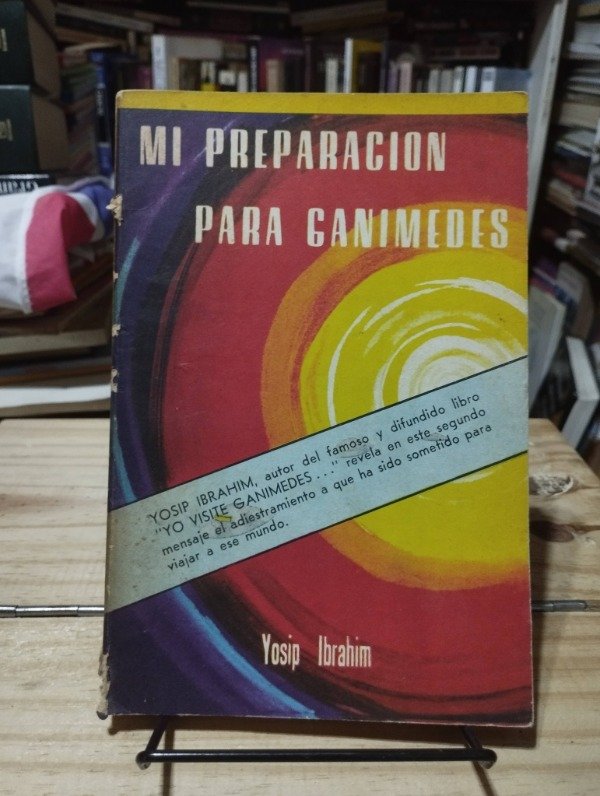 MI PREPARACION
PARA GANIMEDES
YOSIP IBRAHIM, autor del famoso y difundido libro
"YO VISITE GANIMEDES..." revela en este segundo
mensaje el adiestramiento a que ha sido sometido para
viajar a ese mundo.
Yosip Ibrahim